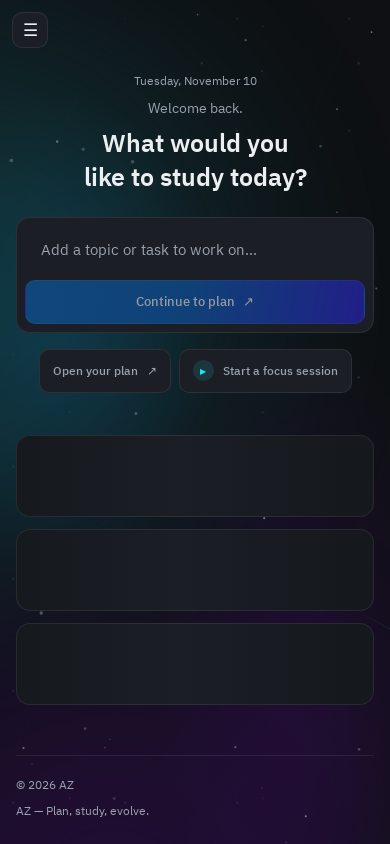 Tuesday, November 10
Welcome back.
What would you
like to study today?
Add a topic or task to work on…
Continue to plan ↗
Open your plan ↗
Start a focus session
© 2026 AZ
AZ — Plan, study, evolve.